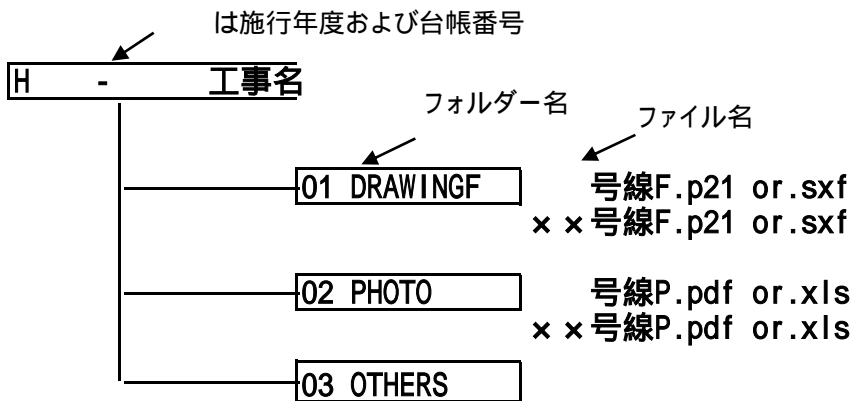 は施行年度および台帳番号
H - 工事名
フォルダー名
ファイル名
01 DRAWINGF 号線F.p21 or.sxf
××号線F.p21 or.sxf
02 PHOTO 号線P.pdf or.xls
××号線P.pdf or.xls
03 OTHERS